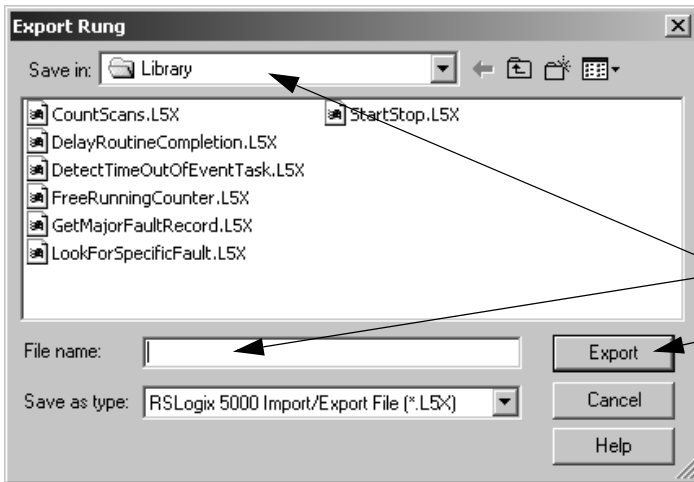 Export Rung
Save in: Library
CountScans.L5X
DelayRoutineCompletion.L5X
DetectTimeOutOfEventTask.L5X
FreeRunningCounter.L5X
GetMajorFaultRecord.L5X
LookForSpecificFault.L5X
StartStop.L5X
File name:
Export
Save as type: RSLogix 5000 Import/Export File (*.L5X)
Cancel
Help